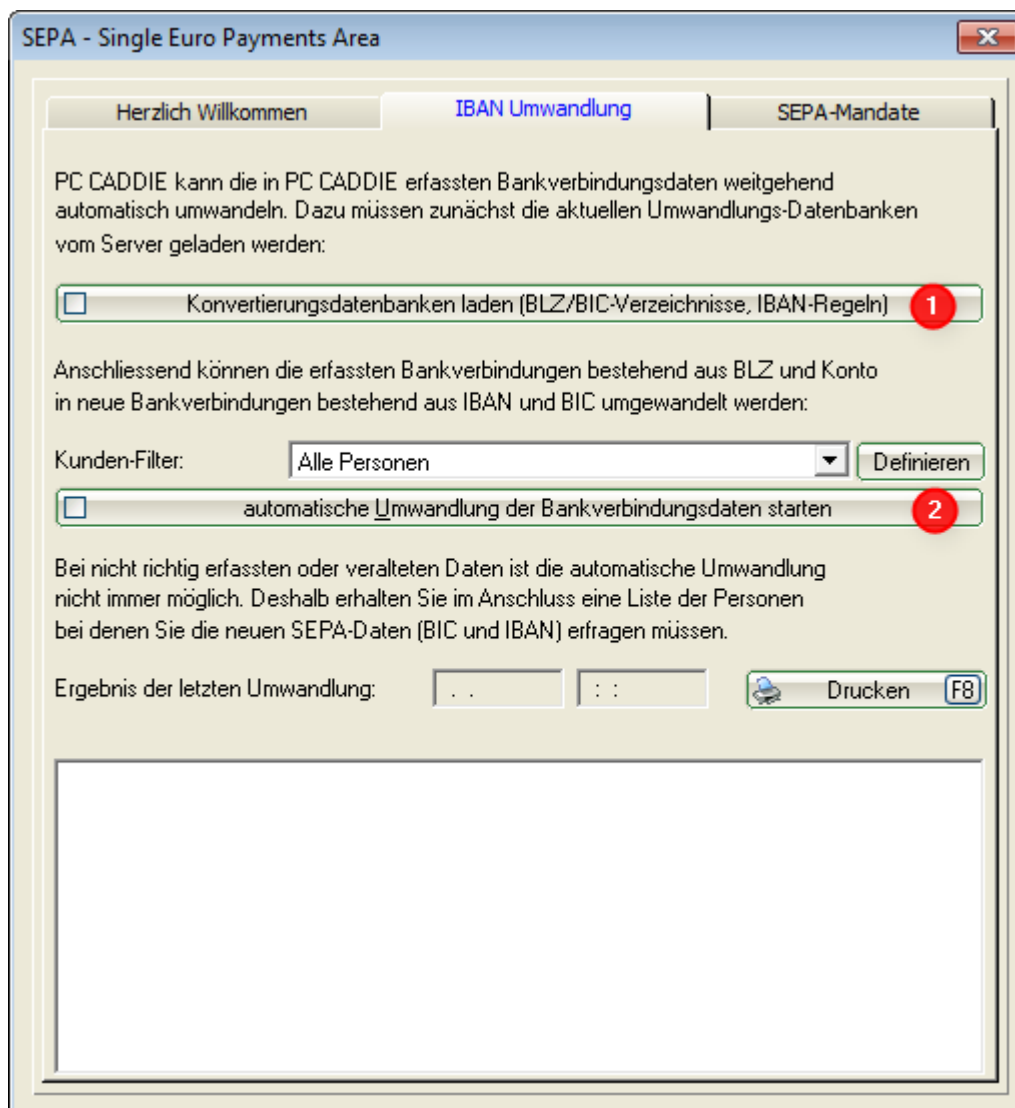 SEPA - Single Euro Payments Area
Herzlich Willkommen IBAN Umwandlung SEPA-Mandate
PC CADDIE kann die in PC CADDIE erfassten Bankverbindungsdaten weitgehend
automatisch umwandeln. Dazu müssen zunächst die aktuellen Umwandlungs-Datenbanken
vom Server geladen werden:
Konvertierungsdatenbanken laden (BLZ/BIC-Verzeichnisse, IBAN-Regeln) 1
Anschliessend können die erfassten Bankverbindungen bestehend aus BLZ und Konto
in neue Bankverbindungen bestehend aus IBAN und BIC umgewandelt werden:
Kunden-Filter: Alle Personen Definieren
automatische Umwandlung der Bankverbindungsdaten starten 2
Bei nicht richtig erfassten oder veralteten Daten ist die automatische Umwandlung
nicht immer möglich. Deshalb erhalten Sie im Anschluss eine Liste der Personen
bei denen Sie die neuen SEPA-Daten (BIC und IBAN) erfragen müssen.
Ergebnis der letzten Umwandlung: . . : : Drucken F8